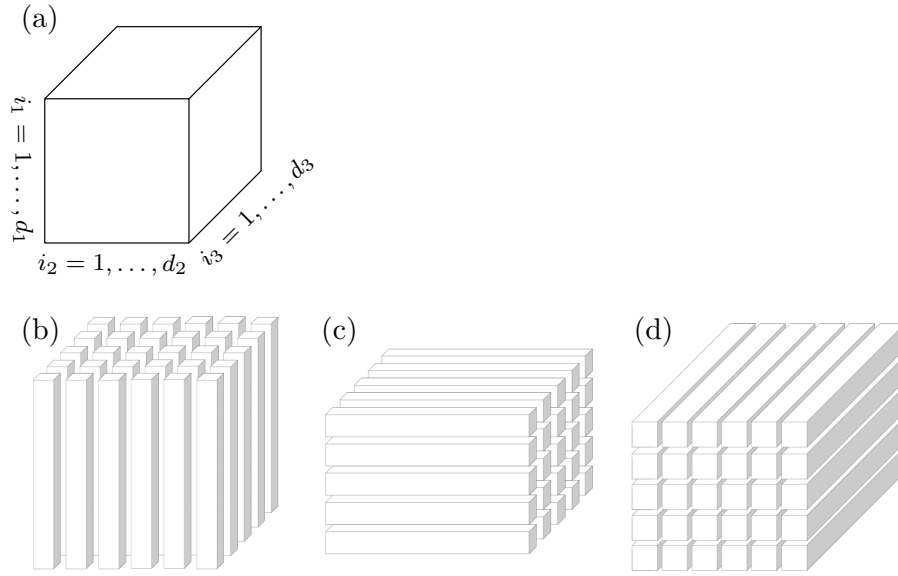 (a)
i₁ = 1, . . . , d₁
i₂ = 1, . . . , d₂
i₃ = 1, . . . , d₃
(b)
(c)
(d)